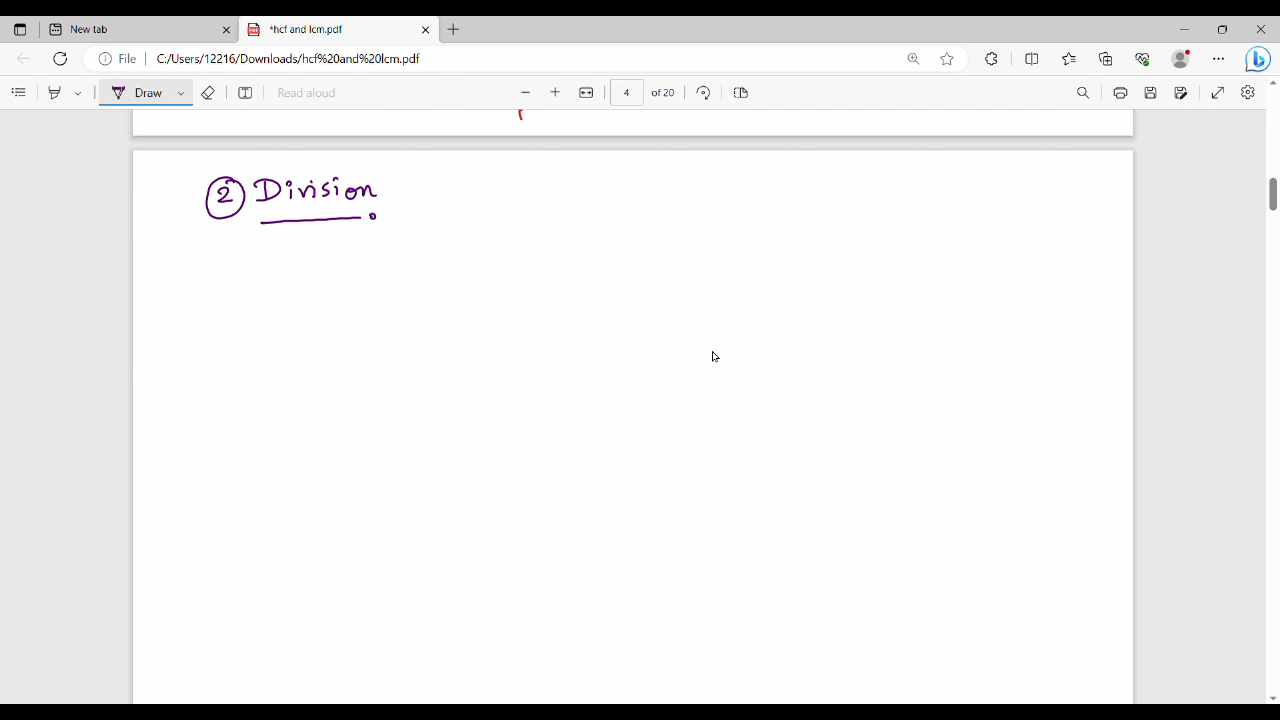 New tab
*hcf and lcm.pdf
File
C:/Users/12216/Downloads/hcf%20and%20lcm.pdf
Draw
Read aloud
4
of 20
② Division